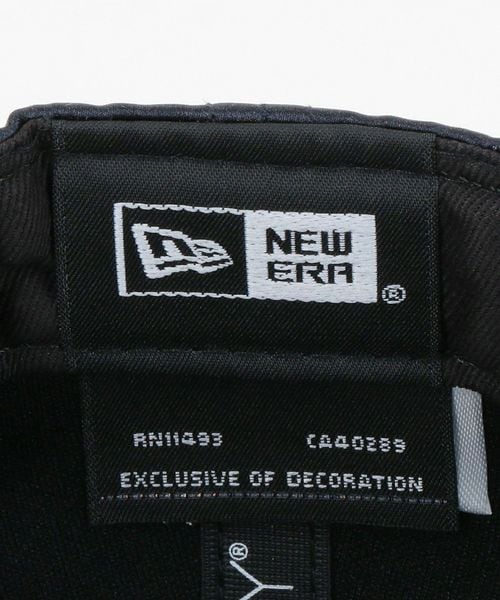 NEW
ERA®
RN11493 CA40289
EXCLUSIVE OF DECORATION
Y®